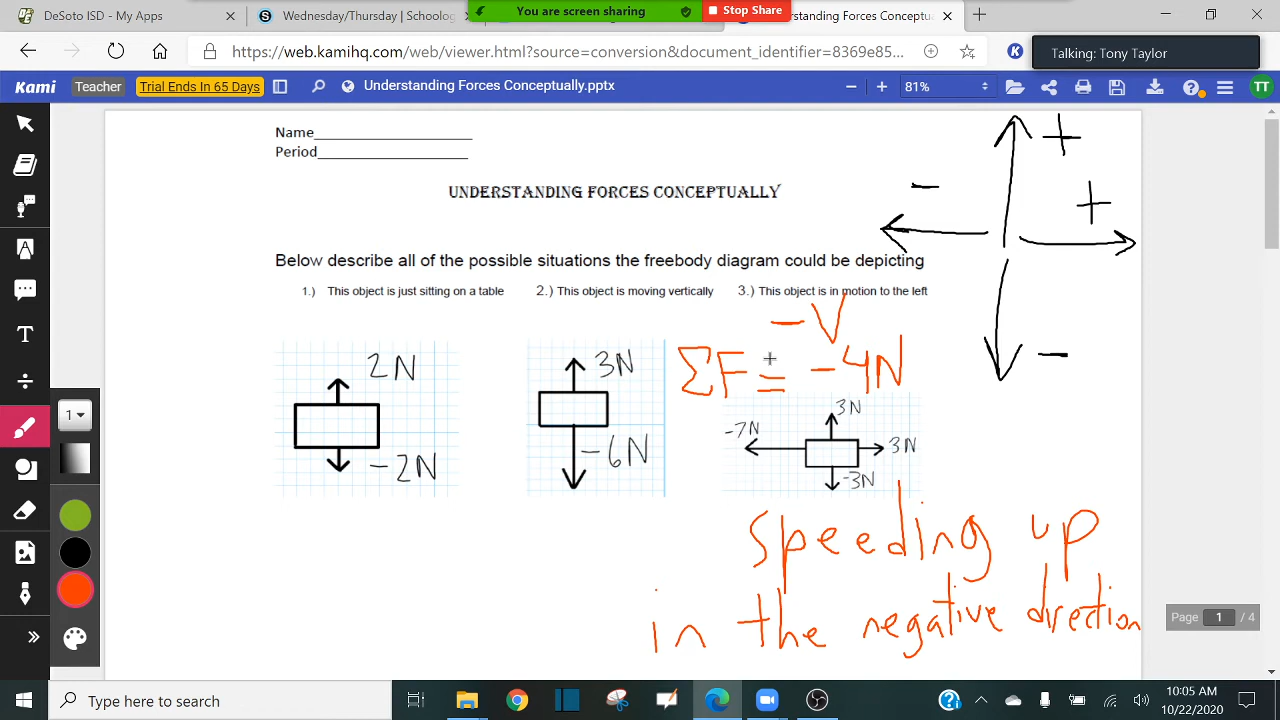 Casto Sto - My Apps
Wednesday/Thursday | Schoolog
You are screen sharing
Stop Share
derstanding Forces Conceptu
https://web.kamihq.com/web/viewer.html?source=conversion&document_identifier=8369e85...
Talking: Tony Taylor
Kami
Teacher
Trial Ends In 65 Days
Understanding Forces Conceptually.pptx
81%
TT
Name
Period
UNDERSTANDING FORCES CONCEPTUALLY
+
-
+
-
Below describe all of the possible situations the freebody diagram could be depicting
1.) This object is just sitting on a table
2.) This object is moving vertically
3.) This object is in motion to the left
-V
ΣF = -4N
2N
-2N
3N
-6N
3N
-7N
3N
-3N
Speeding up
in the negative direction
1
Page 1 / 4
Type here to search
10:05 AM
10/22/2020